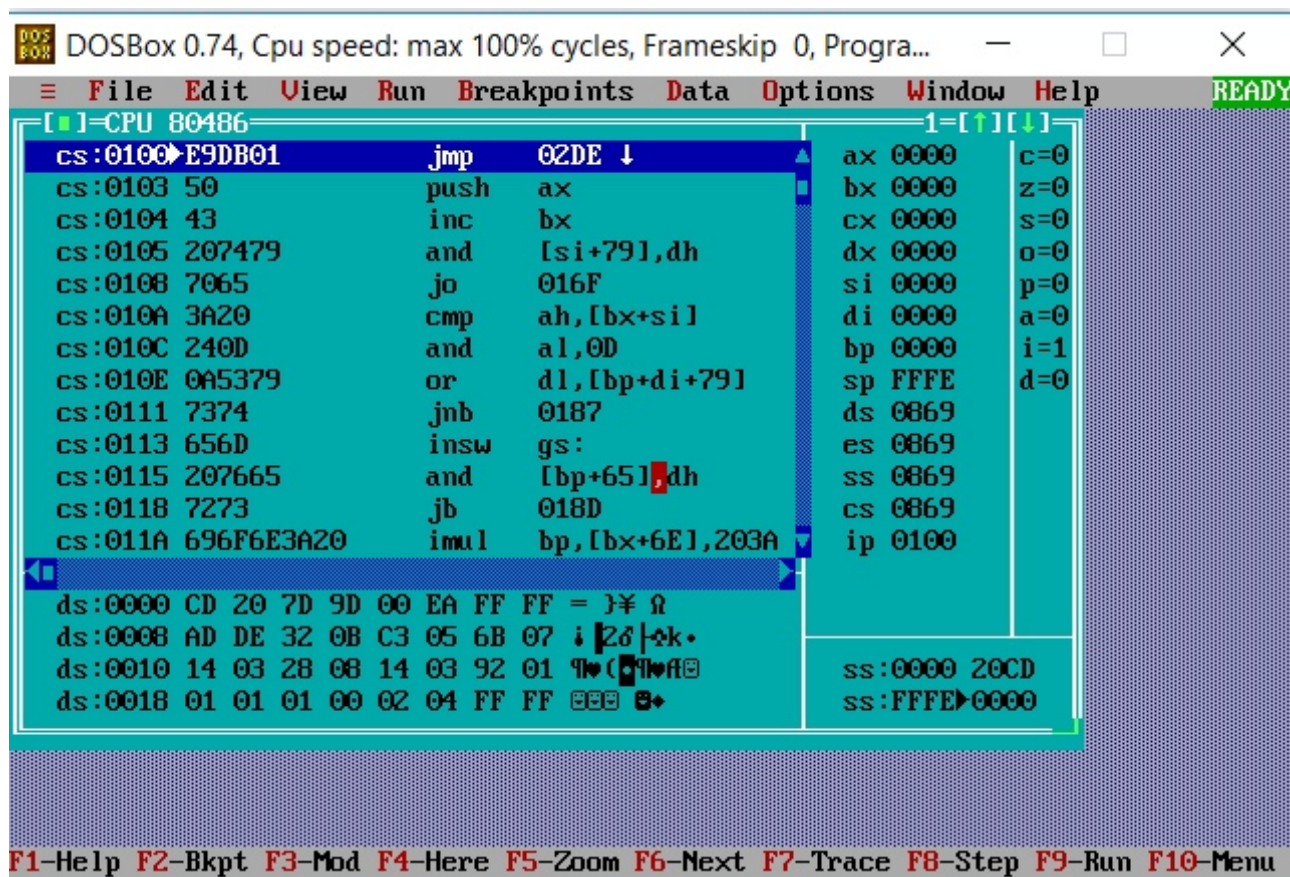 DOSBox 0.74, Cpu speed: max 100% cycles, Frameskip 0, Progra...
≡ File Edit View Run Breakpoints Data Options Window Help READY
[■]=CPU 80486 1=[↑][↓]
cs:0100►E9DB01 jmp 02DE ↓ ax 0000 c=0
cs:0103 50 push ax bx 0000 z=0
cs:0104 43 inc bx cx 0000 s=0
cs:0105 207479 and [si+79],dh dx 0000 o=0
cs:0108 7065 jo 016F si 0000 p=0
cs:010A 3A20 cmp ah,[bx+si] di 0000 a=0
cs:010C 240D and al,0D bp 0000 i=1
cs:010E 0A5379 or dl,[bp+di+79] sp FFFE d=0
cs:0111 7374 jnb 0187 ds 0869
cs:0113 656D insw gs: es 0869
cs:0115 207665 and [bp+65],dh ss 0869
cs:0118 7273 jb 018D cs 0869
cs:011A 696F6E3A20 imul bp,[bx+6E],203A ip 0100
ds:0000 CD 20 7D 9D 00 EA FF FF = }¥ Ω
ds:0008 AD DE 32 0B C3 05 6B 07 ¡▐2♂├♣k•
ds:0010 14 03 28 08 14 03 92 01 ¶♥(◘¶♥Æ☺ ss:0000 20CD
ds:0018 01 01 01 00 02 04 FF FF ☺☺☺ ☻♦ ss:FFFE►0000
F1-Help F2-Bkpt F3-Mod F4-Here F5-Zoom F6-Next F7-Trace F8-Step F9-Run F10-Menu